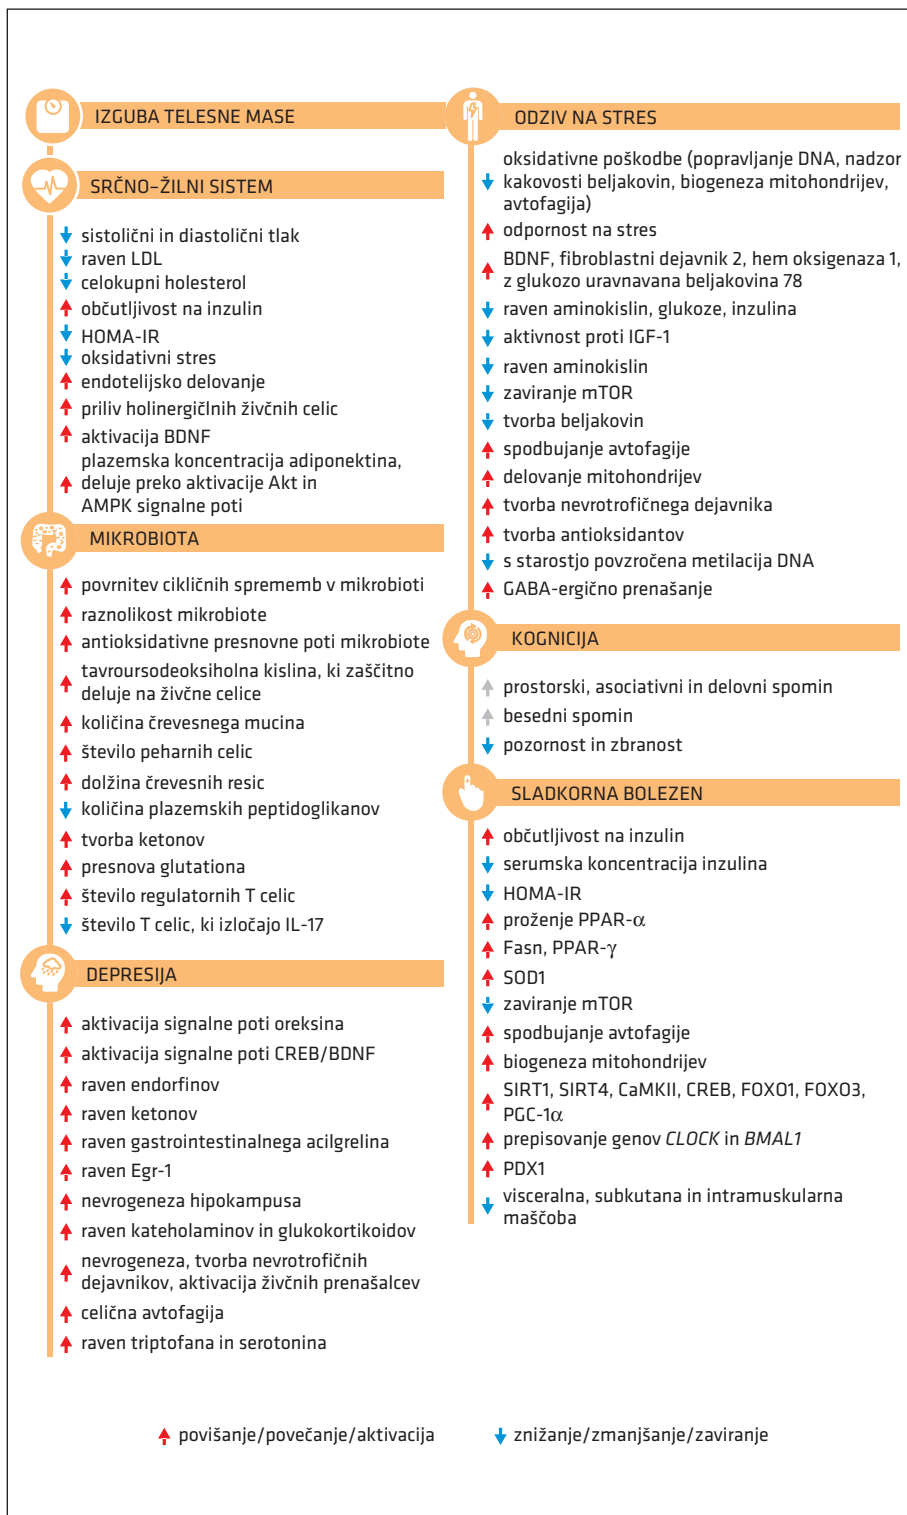 IZGUBA TELESNE MASE
SRČNO–ŽILNI SISTEM
sistolični in diastolični tlak
raven LDL
celokupni holesterol
občutljivost na inzulin
HOMA-IR
oksidativni stres
endotelijsko delovanje
priliv holinergičlnih živčnih celic
aktivacija BDNF
plazemska koncentracija adiponektina,
deluje preko aktivacije Akt in
AMPK signalne poti
MIKROBIOTA
povrnitev cikličnih sprememb v mikrobioti
raznolikost mikrobiote
antioksidativne presnovne poti mikrobiote
tavroursodeoksiholna kislina, ki zaščitno
deluje na živčne celice
količina črevesnega mucina
število peharnih celic
dolžina črevesnih resic
količina plazemskih peptidoglikanov
tvorba ketonov
presnova glutationa
število regulatornih T celic
število T celic, ki izločajo IL-17
DEPRESIJA
aktivacija signalne poti oreksina
aktivacija signalne poti CREB/BDNF
raven endorfinov
raven ketonov
raven gastrointestinalnega acilgrelina
raven Egr-1
nevrogeneza hipokampusa
raven kateholaminov in glukokortikoidov
nevrogeneza, tvorba nevrotrofičnih
dejavnikov, aktivacija živčnih prenašalcev
celična avtofagija
raven triptofana in serotonina
ODZIV NA STRES
oksidativne poškodbe (popravljanje DNA, nadzor
kakovosti beljakovin, biogeneza mitohondrijev,
avtofagija)
odpornost na stres
BDNF, fibroblastni dejavnik 2, hem oksigenaza 1,
z glukozo uravnavana beljakovina 78
raven aminokislin, glukoze, inzulina
aktivnost proti IGF-1
raven aminokislin
zaviranje mTOR
tvorba beljakovin
spodbujanje avtofagije
delovanje mitohondrijev
tvorba nevrotrofičnega dejavnika
tvorba antioksidantov
s starostjo povzročena metilacija DNA
GABA-ergično prenašanje
KOGNICIJA
prostorski, asociativni in delovni spomin
besedni spomin
pozornost in zbranost
SLADKORNA BOLEZEN
občutljivost na inzulin
serumska koncentracija inzulina
HOMA-IR
proženje PPAR-α
Fasn, PPAR-γ
SOD1
zaviranje mTOR
spodbujanje avtofagije
biogeneza mitohondrijev
SIRT1, SIRT4, CaMKII, CREB, FOXO1, FOXO3,
PGC-1α
prepisovanje genov CLOCK in BMAL1
PDX1
visceralna, subkutana in intramuskularna
maščoba
povišanje/povečanje/aktivacija
znižanje/zmanjšanje/zaviranje